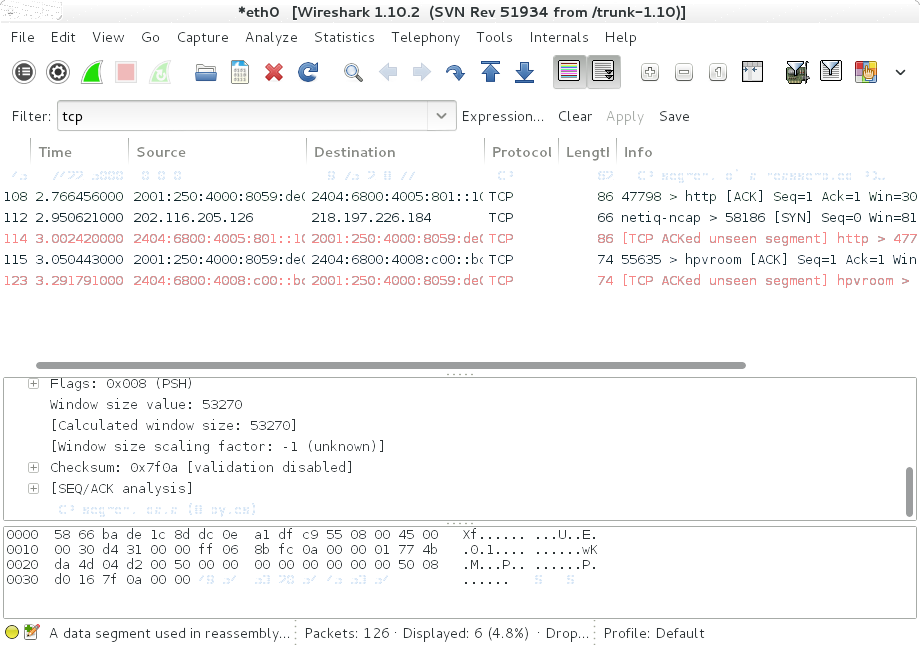 *eth0 [Wireshark 1.10.2 (SVN Rev 51934 from /trunk-1.10)]
File Edit View Go Capture Analyze Statistics Telephony Tools Internals Help
Filter: tcp Expression... Clear Apply Save
Time Source Destination Protocol Lengtl Info
108 2.766456000 2001:250:4000:8059:de( 2404:6800:4005:801::1( TCP 86 47798 > http [ACK] Seq=1 Ack=1 Win=30
112 2.950621000 202.116.205.126 218.197.226.184 TCP 66 netiq-ncap > 58186 [SYN] Seq=0 Win=81
114 3.002420000 2404:6800:4005:801::1( 2001:250:4000:8059:de( TCP 86 [TCP ACKed unseen segment] http > 477
115 3.050443000 2001:250:4000:8059:de( 2404:6800:4008:c00::bc TCP 74 55635 > hpvroom [ACK] Seq=1 Ack=1 Win
123 3.291791000 2404:6800:4008:c00::bc 2001:250:4000:8059:de( TCP 74 [TCP ACKed unseen segment] hpvroom >
Flags: 0x008 (PSH)
Window size value: 53270
[Calculated window size: 53270]
[Window size scaling factor: -1 (unknown)]
Checksum: 0x7f0a [validation disabled]
[SEQ/ACK analysis]
0000 58 66 ba de 1c 8d dc 0e a1 df c9 55 08 00 45 00 Xf...... ...U..E.
0010 00 30 d4 31 00 00 ff 06 8b fc 0a 00 00 01 77 4b .0.1.... ......wK
0020 da 4d 04 d2 00 50 00 00 00 00 00 00 00 00 50 08 .M...P.. ......P.
0030 d0 16 7f 0a 00 00 ......
A data segment used in reassembly... Packets: 126 · Displayed: 6 (4.8%) · Drop... Profile: Default